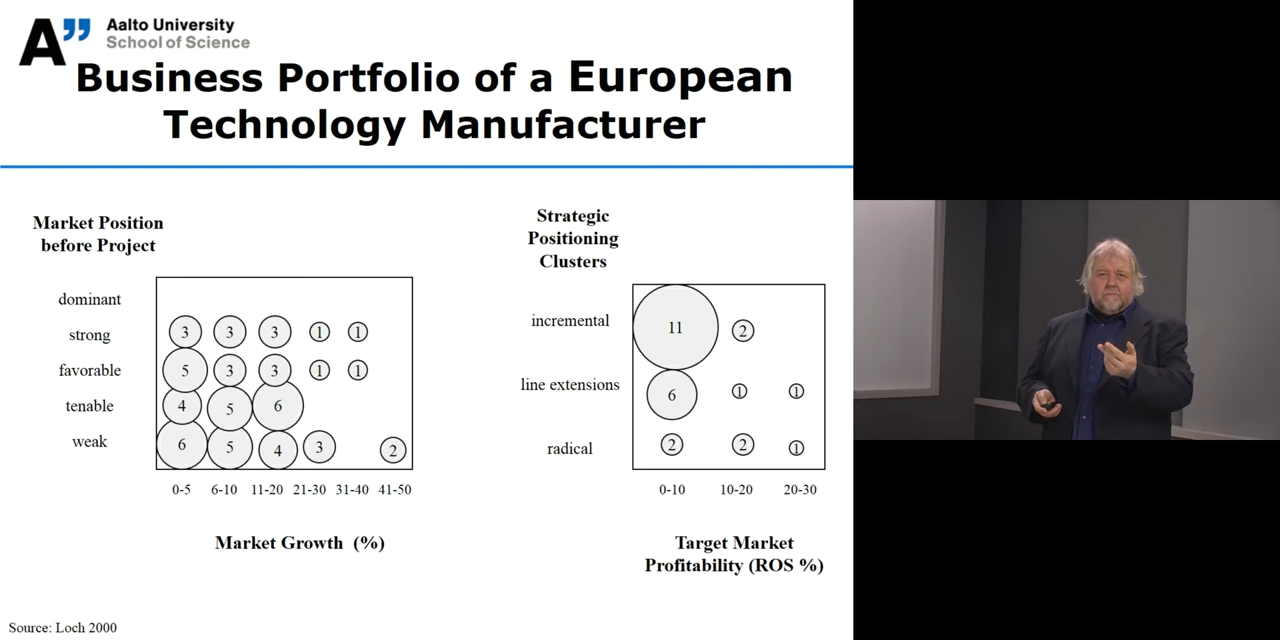 A”
Aalto University
School of Science
Business Portfolio of a European
Technology Manufacturer
Market Position
before Project
dominant
strong
3 3 3 1 1
favorable
5 3 3 1 1
tenable
4 5 6
weak
6 5 4 3 2
0-5 6-10 11-20 21-30 31-40 41-50
Market Growth (%)
Strategic
Positioning
Clusters
incremental
11 2
line extensions
6 1 1
radical
2 2 1
0-10 10-20 20-30
Target Market
Profitability (ROS %)
Source: Loch 2000